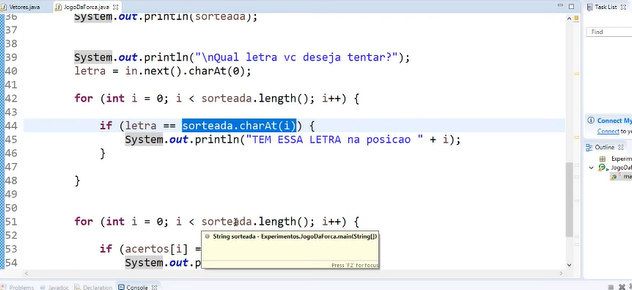 Vetores.java
JogoDaForca.java
Task List
36 System.out.println(sorteada);
37
38
39 System.out.println("\nQual letra vc deseja tentar?");
40 letra = in.next().charAt(0);
41
42 for (int i = 0; i < sorteada.length(); i++) {
43
44 if (letra == sorteada.charAt(i)) {
45 System.out.println("TEM ESSA LETRA na posicao " + i);
46 }
47
48 }
49
50
51 for (int i = 0; i < sorteada.length(); i++) {
52
53 if (acertos[i] =
54 System.out.p
String sorteada - Experimentos.JogoDaForca.main(String[])
Press 'F2' for focus
Find
Connect My
Connect to
Outline
Experime
JogoDaF
ma
Problems
Javadoc
Declaration
Console